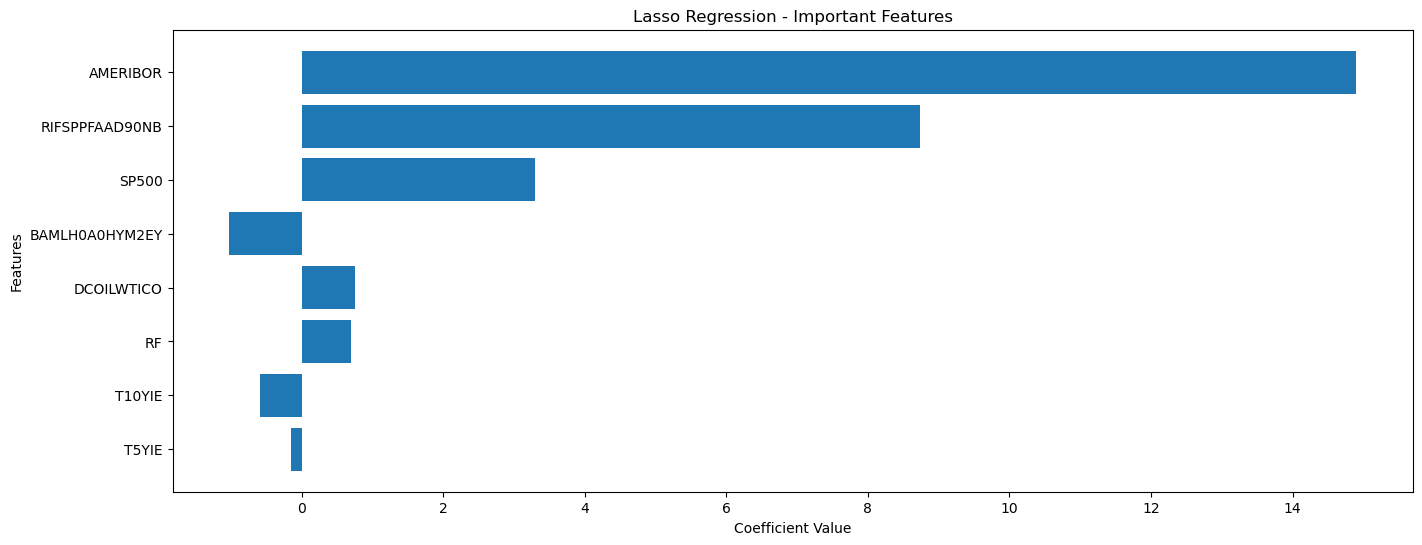 Lasso Regression - Important Features
AMERIBOR
RIFSPPFAAD90NB
SP500
BAMLH0A0HYM2EY
DCOILWTICO
RF
T10YIE
T5YIE
Features
0 2 4 6 8 10 12 14
Coefficient Value